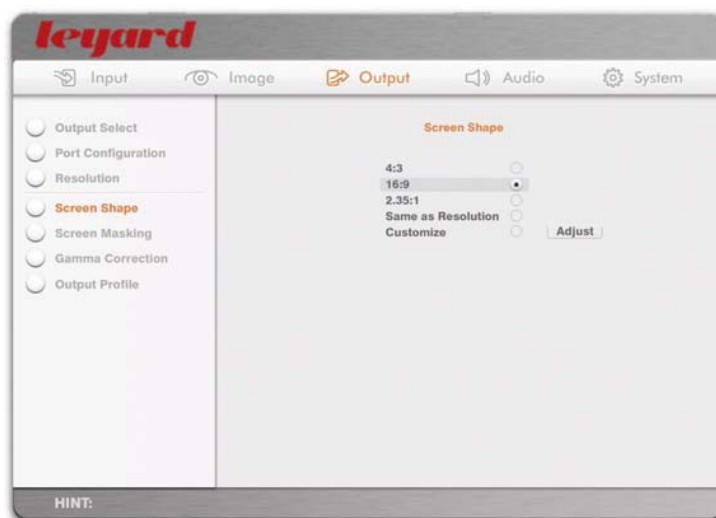 leyard
Input Image Output Audio System
Output Select
Port Configuration
Resolution
Screen Shape
Screen Masking
Gamma Correction
Output Profile
Screen Shape
4:3
16:9
2.35:1
Same as Resolution
Customize Adjust
HINT: